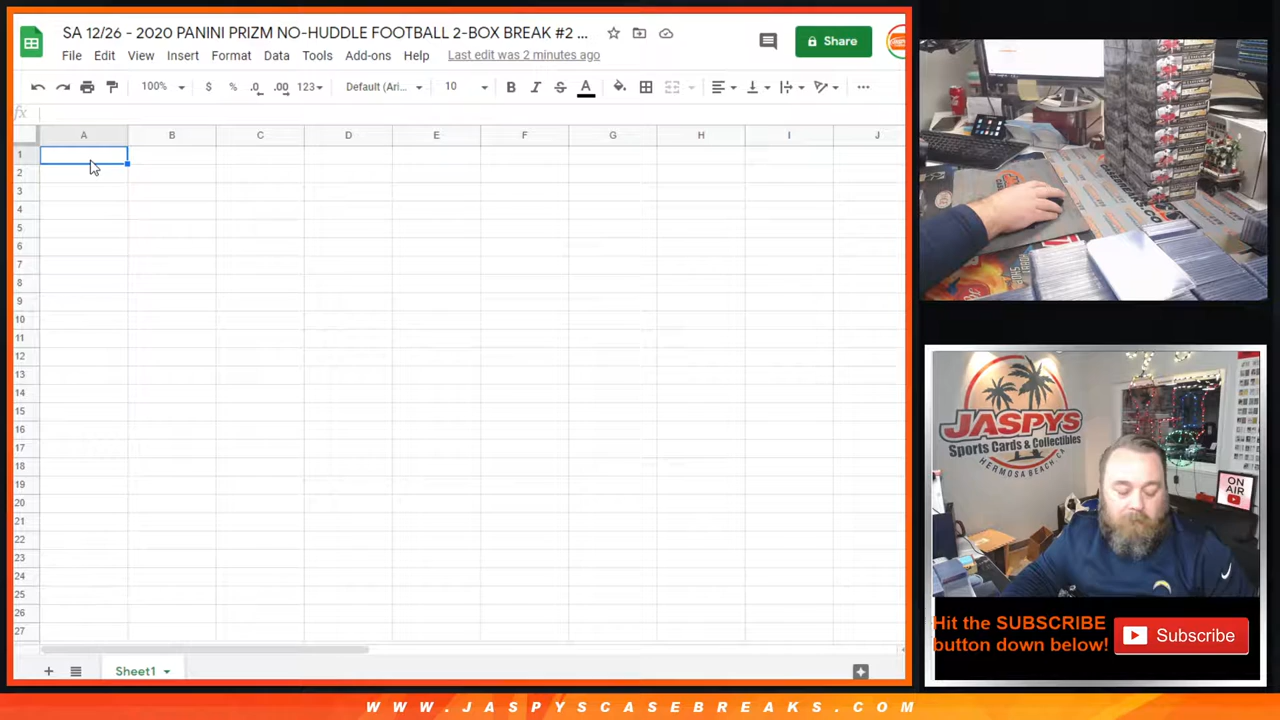 SA 12/26 - 2020 PANINI PRIZM NO-HUDDLE FOOTBALL 2-BOX BREAK #2 ...
File Edit View Insert Format Data Tools Add-ons Help Last edit was 2 minutes ago
Share
100% $ % .0 .00 123 Default (Ari... 10 B I S A
fx
A B C D E F G H I J
1
2
3
4
5
6
7
8
9
10
11
12
13
14
15
16
17
18
19
20
21
22
23
24
25
26
27
Sheet1
JASPYS
Sports Cards & Collectibles
HERMOSA BEACH, CA
ON
AIR
Hit the SUBSCRIBE
button down below!
Subscribe
WWW.JASPYSCASEBREAKS.COM